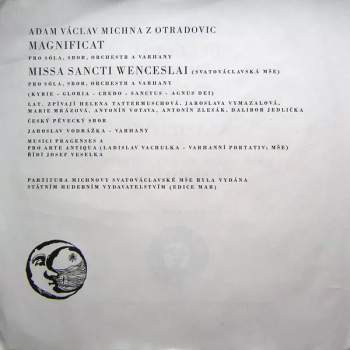 ADAM VÁCLAV MICHNA Z OTRADOVIC
MAGNIFICAT
PRO SÓLA, SBOR, ORCHESTR A VARHANY
MISSA SANCTI WENCESLAI (SVATOVÁCLAVSKÁ MŠE)
PRO SÓLA, SBOR, ORCHESTR A VARHANY
(KYRIE - GLORIA - CREDO - SANCTUS - AGNUS DEI)
LAT. ZPÍVAJÍ HELENA TATTERMUSCHOVÁ, JAROSLAVA VYMAZALOVÁ,
MARIE MRÁZOVÁ, ANTONÍN VOTAVA, ANTONÍN ZLESÁK, DALIBOR JEDLIČKA
ČESKÝ PĚVECKÝ SBOR
JAROSLAV VODRÁŽKA - VARHANY
MUSICI PRAGENSES A
PRO ARTE ANTIQUA (LADISLAV VACHULKA - VARHANNÍ PORTATIV; MŠE)
ŘÍDÍ JOSEF VESELKA
PARTITURA MICHNOVY SVATOVÁCLAVSKÉ MŠE BYLA VYDÁNA
STÁTNÍM HUDEBNÍM VYDAVATELSTVÍM (EDICE MAB)